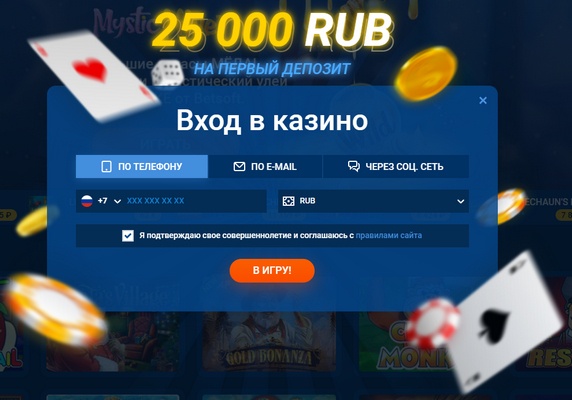 25 000 RUB
НА ПЕРВЫЙ ДЕПОЗИТ
×
Вход в казино
ПО ТЕЛЕФОНУ
ПО E-MAIL
ЧЕРЕЗ СОЦ. СЕТЬ
+7
XXX XXX XX XX
RUB
Я подтверждаю свое совершеннолетие и соглашаюсь с правилами сайта
В ИГРУ!
GOLD BONANZA